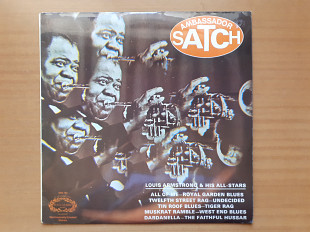 AMBASSADOR
SATCH
LOUIS ARMSTRONG & HIS ALL-STARS
ALL OF ME—ROYAL GARDEN BLUES
TWELFTH STREET RAG—UNDECIDED
TIN ROOF BLUES—TIGER RAG
MUSKRAT RAMBLE—WEST END BLUES
DARDANELLA—THE FAITHFUL HUSSAR